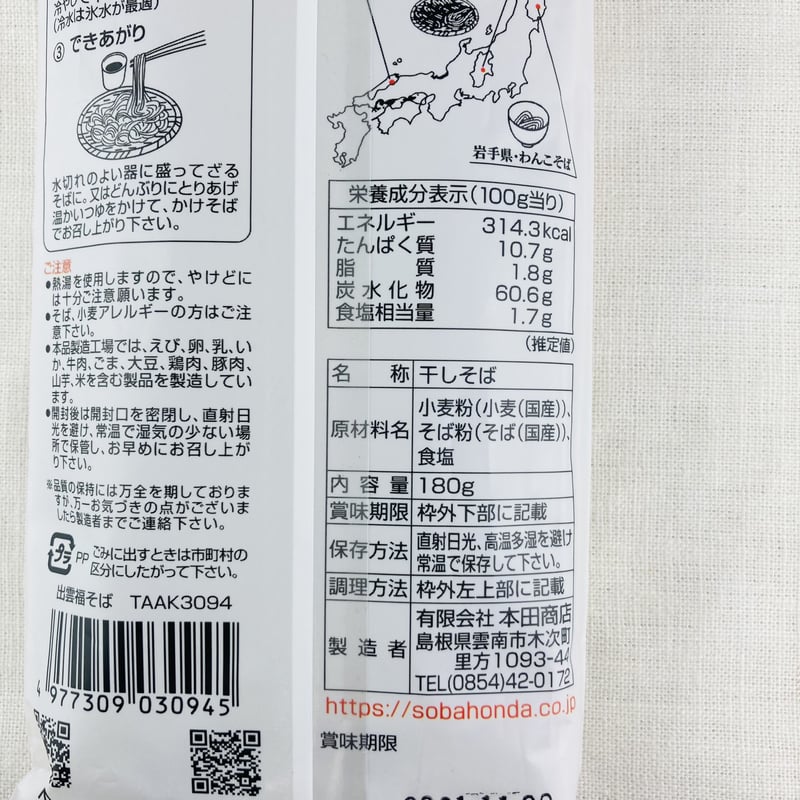 (冷水は氷水が最適)
③ できあがり
水切れのよい器に盛ってざる
そばに。又はどんぶりにとりあげ
温かいつゆをかけて、かけそば
でお召し上がり下さい。
ご注意
●熱湯を使用しますので、やけどに
は十分ご注意願います。
●そば、小麦アレルギーの方はご注
意下さい。
●本品製造工場では、えび、卵、乳、い
か、牛肉、ごま、大豆、鶏肉、豚肉、
山芋、米を含む製品を製造してい
ます。
●開封後は開封口を密閉し、直射日
光を避け、常温で湿気の少ない場
所で保管し、お早めにお召し上が
り下さい。
※品質の保持には万全を期しておりま
すが、万一お気づきの点がございま
したら製造者までご連絡下さい。
プラ PP ごみに出すときは市町村の
区分にしたがって下さい。
出雲福そば TAAK3094
4 977309 030945
岩手県・わんこそば
栄養成分表示(100g当り)
エネルギー 314.3kcal
たんぱく質 10.7g
脂質 1.8g
炭水化物 60.6g
食塩相当量 1.7g
(推定値)
名称 干しそば
原材料名 小麦粉(小麦(国産))、
そば粉(そば(国産))、
食塩
内容量 180g
賞味期限 枠外下部に記載
保存方法 直射日光、高温多湿を避け
常温で保存して下さい。
調理方法 枠外左上部に記載
製造者 有限会社 本田商店
島根県雲南市木次町
里方1093-44
TEL(0854)42-0172
https://sobahonda.co.jp
賞味期限